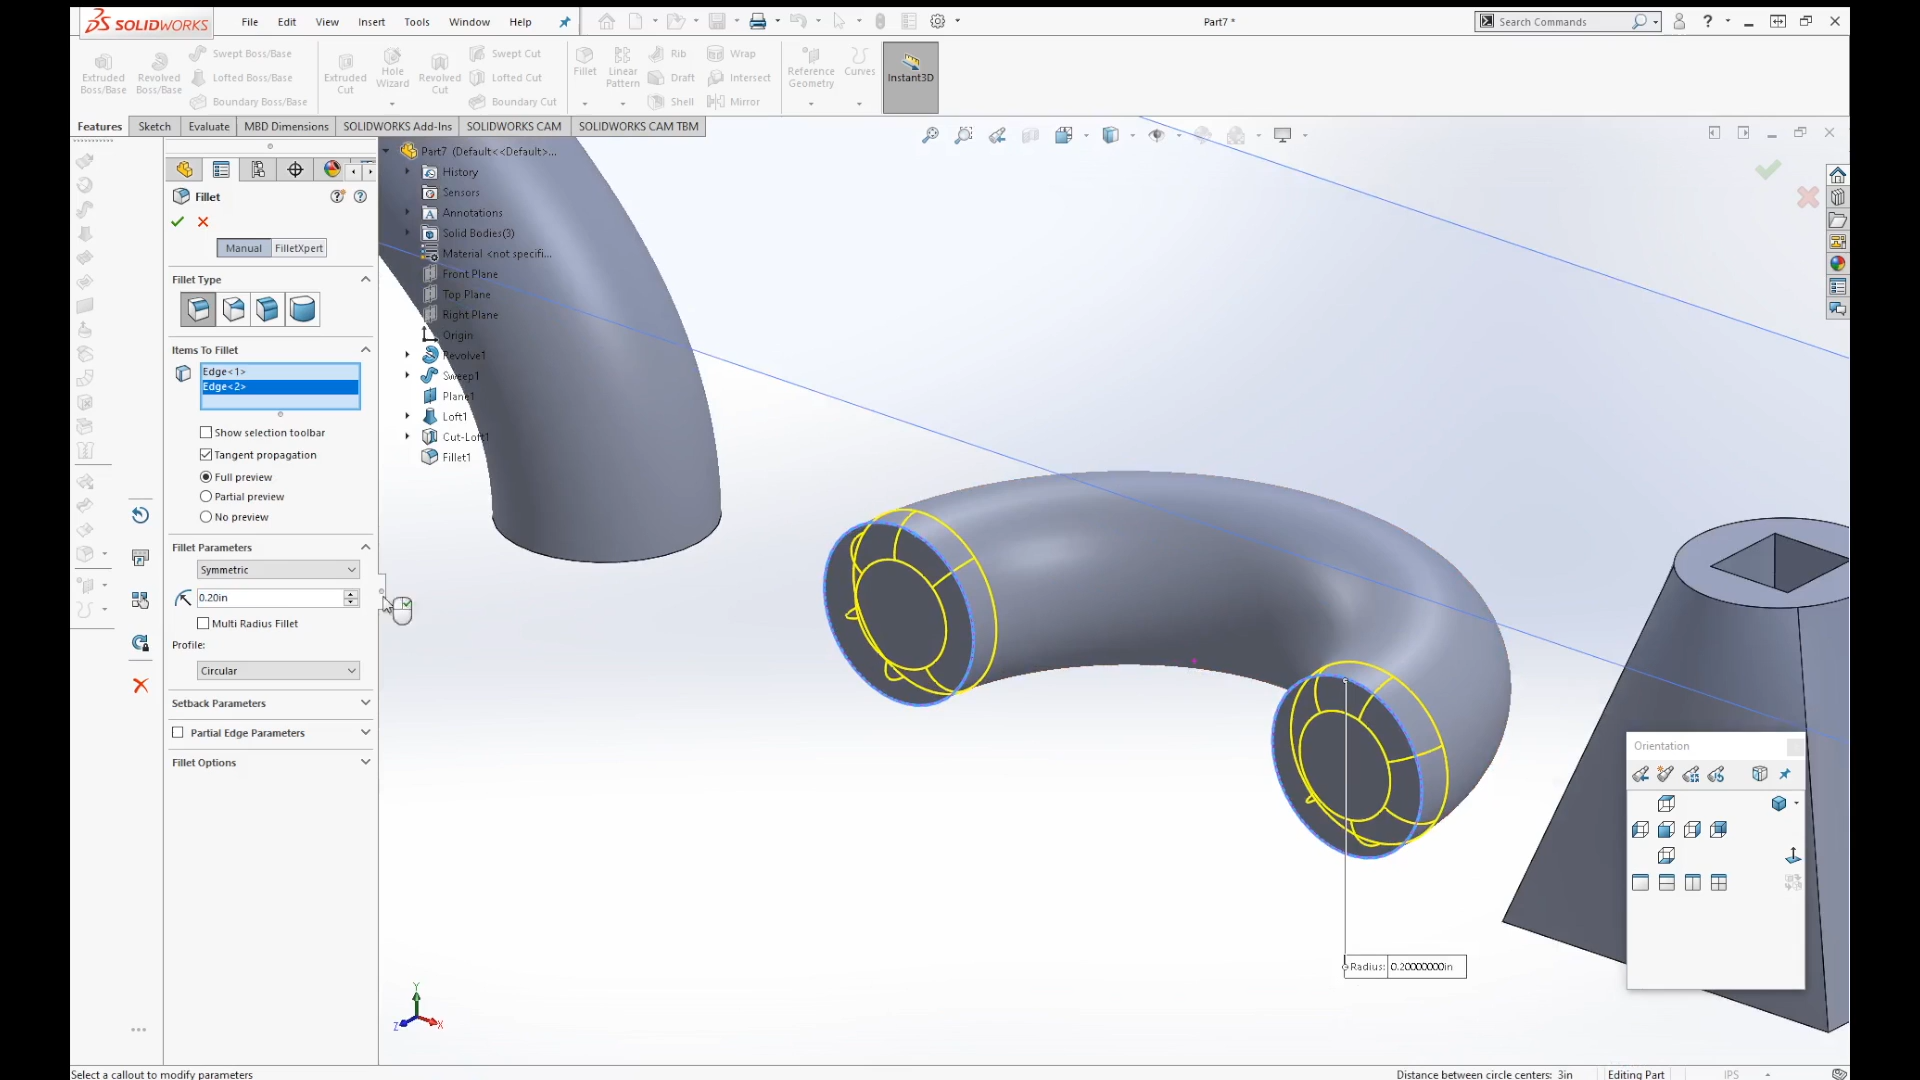 SOLIDWORKS
File Edit View Insert Tools Window Help
Part7 *
Search Commands
Extruded Boss/Base
Revolved Boss/Base
Swept Boss/Base
Lofted Boss/Base
Boundary Boss/Base
Extruded Cut
Hole Wizard
Revolved Cut
Swept Cut
Lofted Cut
Boundary Cut
Fillet
Linear Pattern
Rib
Draft
Shell
Wrap
Intersect
Mirror
Reference Geometry
Curves
Instant3D
Features Sketch Evaluate MBD Dimensions SOLIDWORKS Add-Ins SOLIDWORKS CAM SOLIDWORKS CAM TBM
Fillet
Manual FilletXpert
Fillet Type
Items To Fillet
Edge<1>
Edge<2>
Show selection toolbar
Tangent propagation
Full preview
Partial preview
No preview
Fillet Parameters
Symmetric
0.20in
Multi Radius Fillet
Profile:
Circular
Setback Parameters
Partial Edge Parameters
Fillet Options
Part7 (Default<<Default>...
History
Sensors
Annotations
Solid Bodies(3)
Material <not specifi...
Front Plane
Top Plane
Right Plane
Origin
Revolve1
Sweep1
Plane1
Loft1
Cut-Loft1
Fillet1
Orientation
Radius: 0.20000000in
Y
Z
X
Select a callout to modify parameters
Distance between circle centers: 3in
Editing Part
IPS